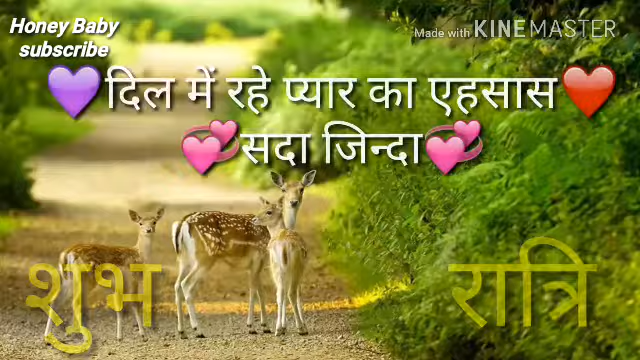 Honey Baby
subscribe
Made with KINEMASTER
💜दिल में रहे प्यार का एहसास❤️
💞सदा जिन्दा💞
शुभ रात्रि